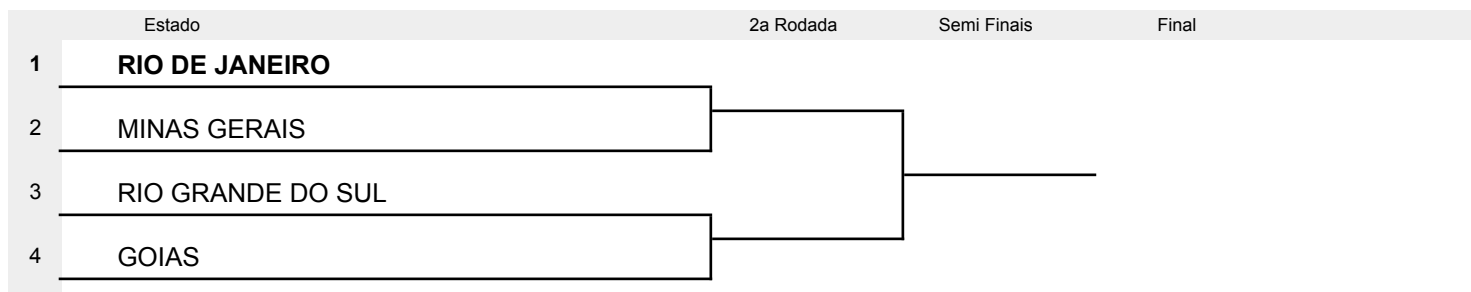 Estado 2a Rodada Semi Finais Final
1 RIO DE JANEIRO
2 MINAS GERAIS
3 RIO GRANDE DO SUL
4 GOIAS